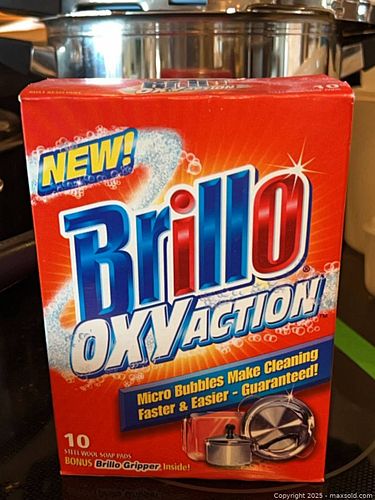 NEW!
Brillo
OXYACTION™
Micro Bubbles Make Cleaning
Faster & Easier - Guaranteed!
10
STEEL WOOL SOAP PADS
BONUS Brillo Gripper Inside!
Copyright 2025 - maxsold.com